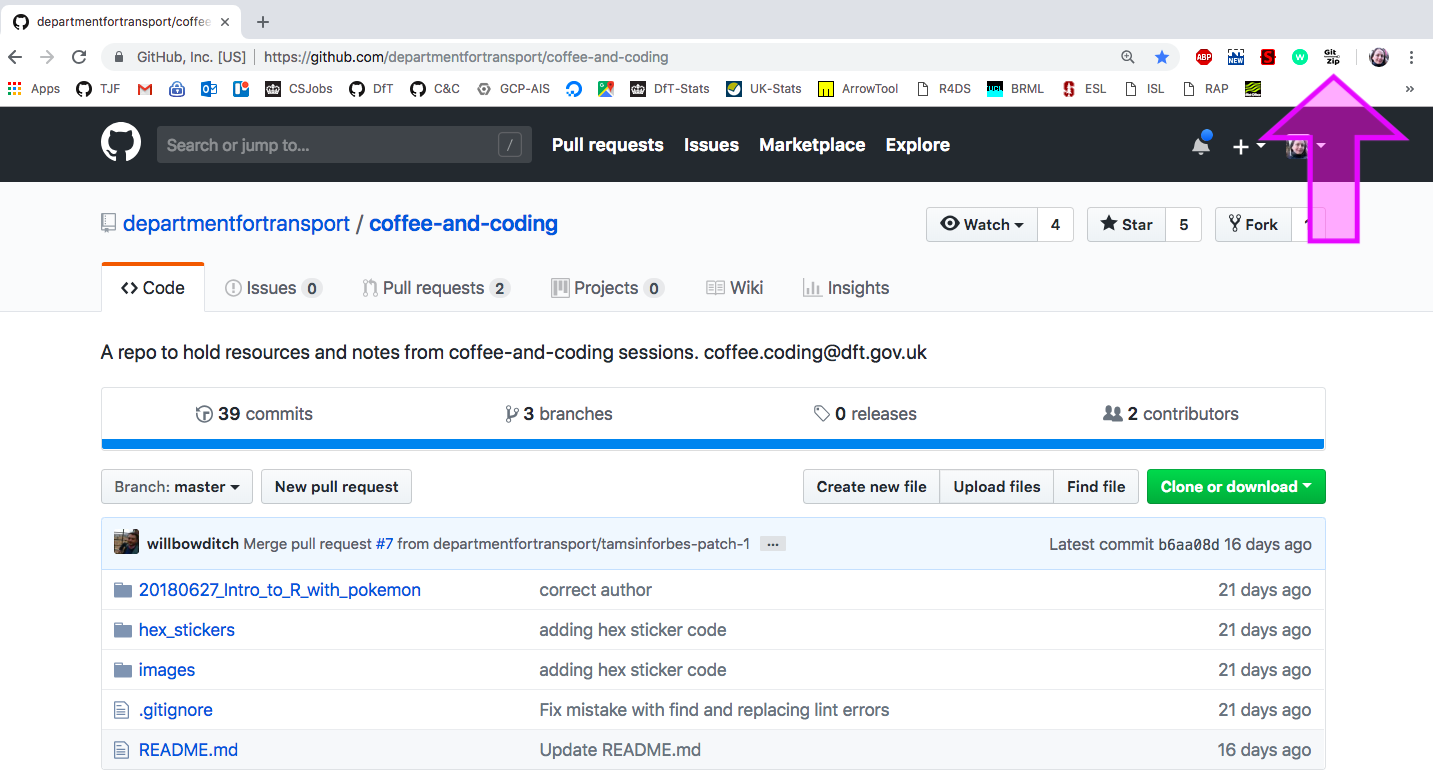 departmentfortransport/coffee
GitHub, Inc. [US] https://github.com/departmentfortransport/coffee-and-coding ABP NEW S W Git Zip
Apps TJF CSJobs DfT C&C GCP-AIS DfT-Stats UK-Stats ArrowTool R4DS UCL BRML ESL ISL RAP »
Search or jump to... / Pull requests Issues Marketplace Explore
departmentfortransport / coffee-and-coding Watch 4 Star 5 Fork
Code Issues 0 Pull requests 2 Projects 0 Wiki Insights
A repo to hold resources and notes from coffee-and-coding sessions. coffee.coding@dft.gov.uk
39 commits 3 branches 0 releases 2 contributors
Branch: master New pull request Create new file Upload files Find file Clone or download
willbowditch Merge pull request #7 from departmentfortransport/tamsinforbes-patch-1 ... Latest commit b6aa08d 16 days ago
20180627_Intro_to_R_with_pokemon correct author 21 days ago
hex_stickers adding hex sticker code 21 days ago
images adding hex sticker code 21 days ago
.gitignore Fix mistake with find and replacing lint errors 21 days ago
README.md Update README.md 16 days ago